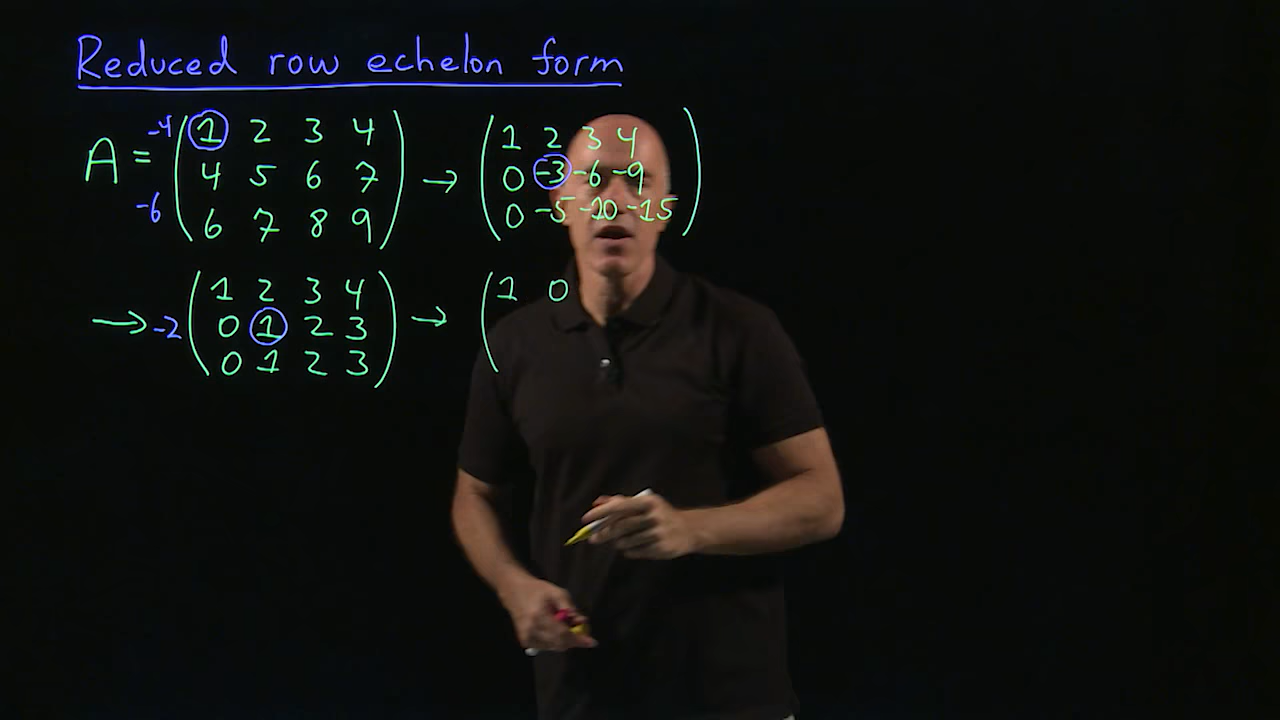 Reduced row echelon form
-4 1 2 3 4 1 2 3 4
A = 4 5 6 7 → 0 -3 -6 -9
-6 6 7 8 9 0 -5 -10 -15
1 2 3 4 1 0
→ -2 0 1 2 3 →
0 1 2 3